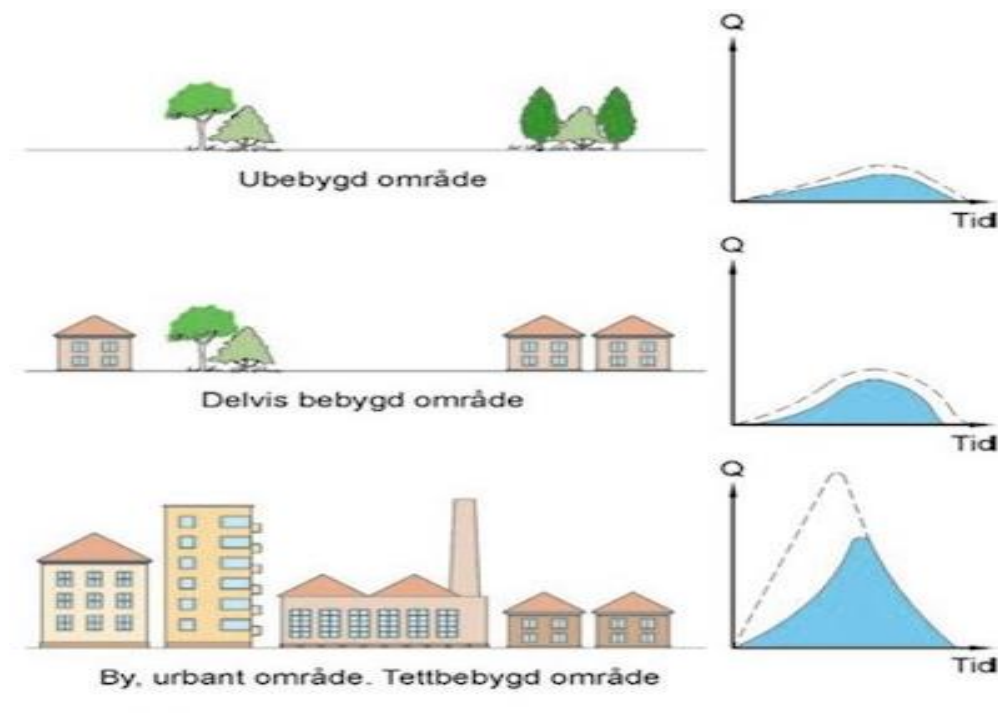 Q
Ubebygd område
Tid
Q
Delvis bebygd område
Tid
Q
By, urbant område. Tettbebygd område
Tid